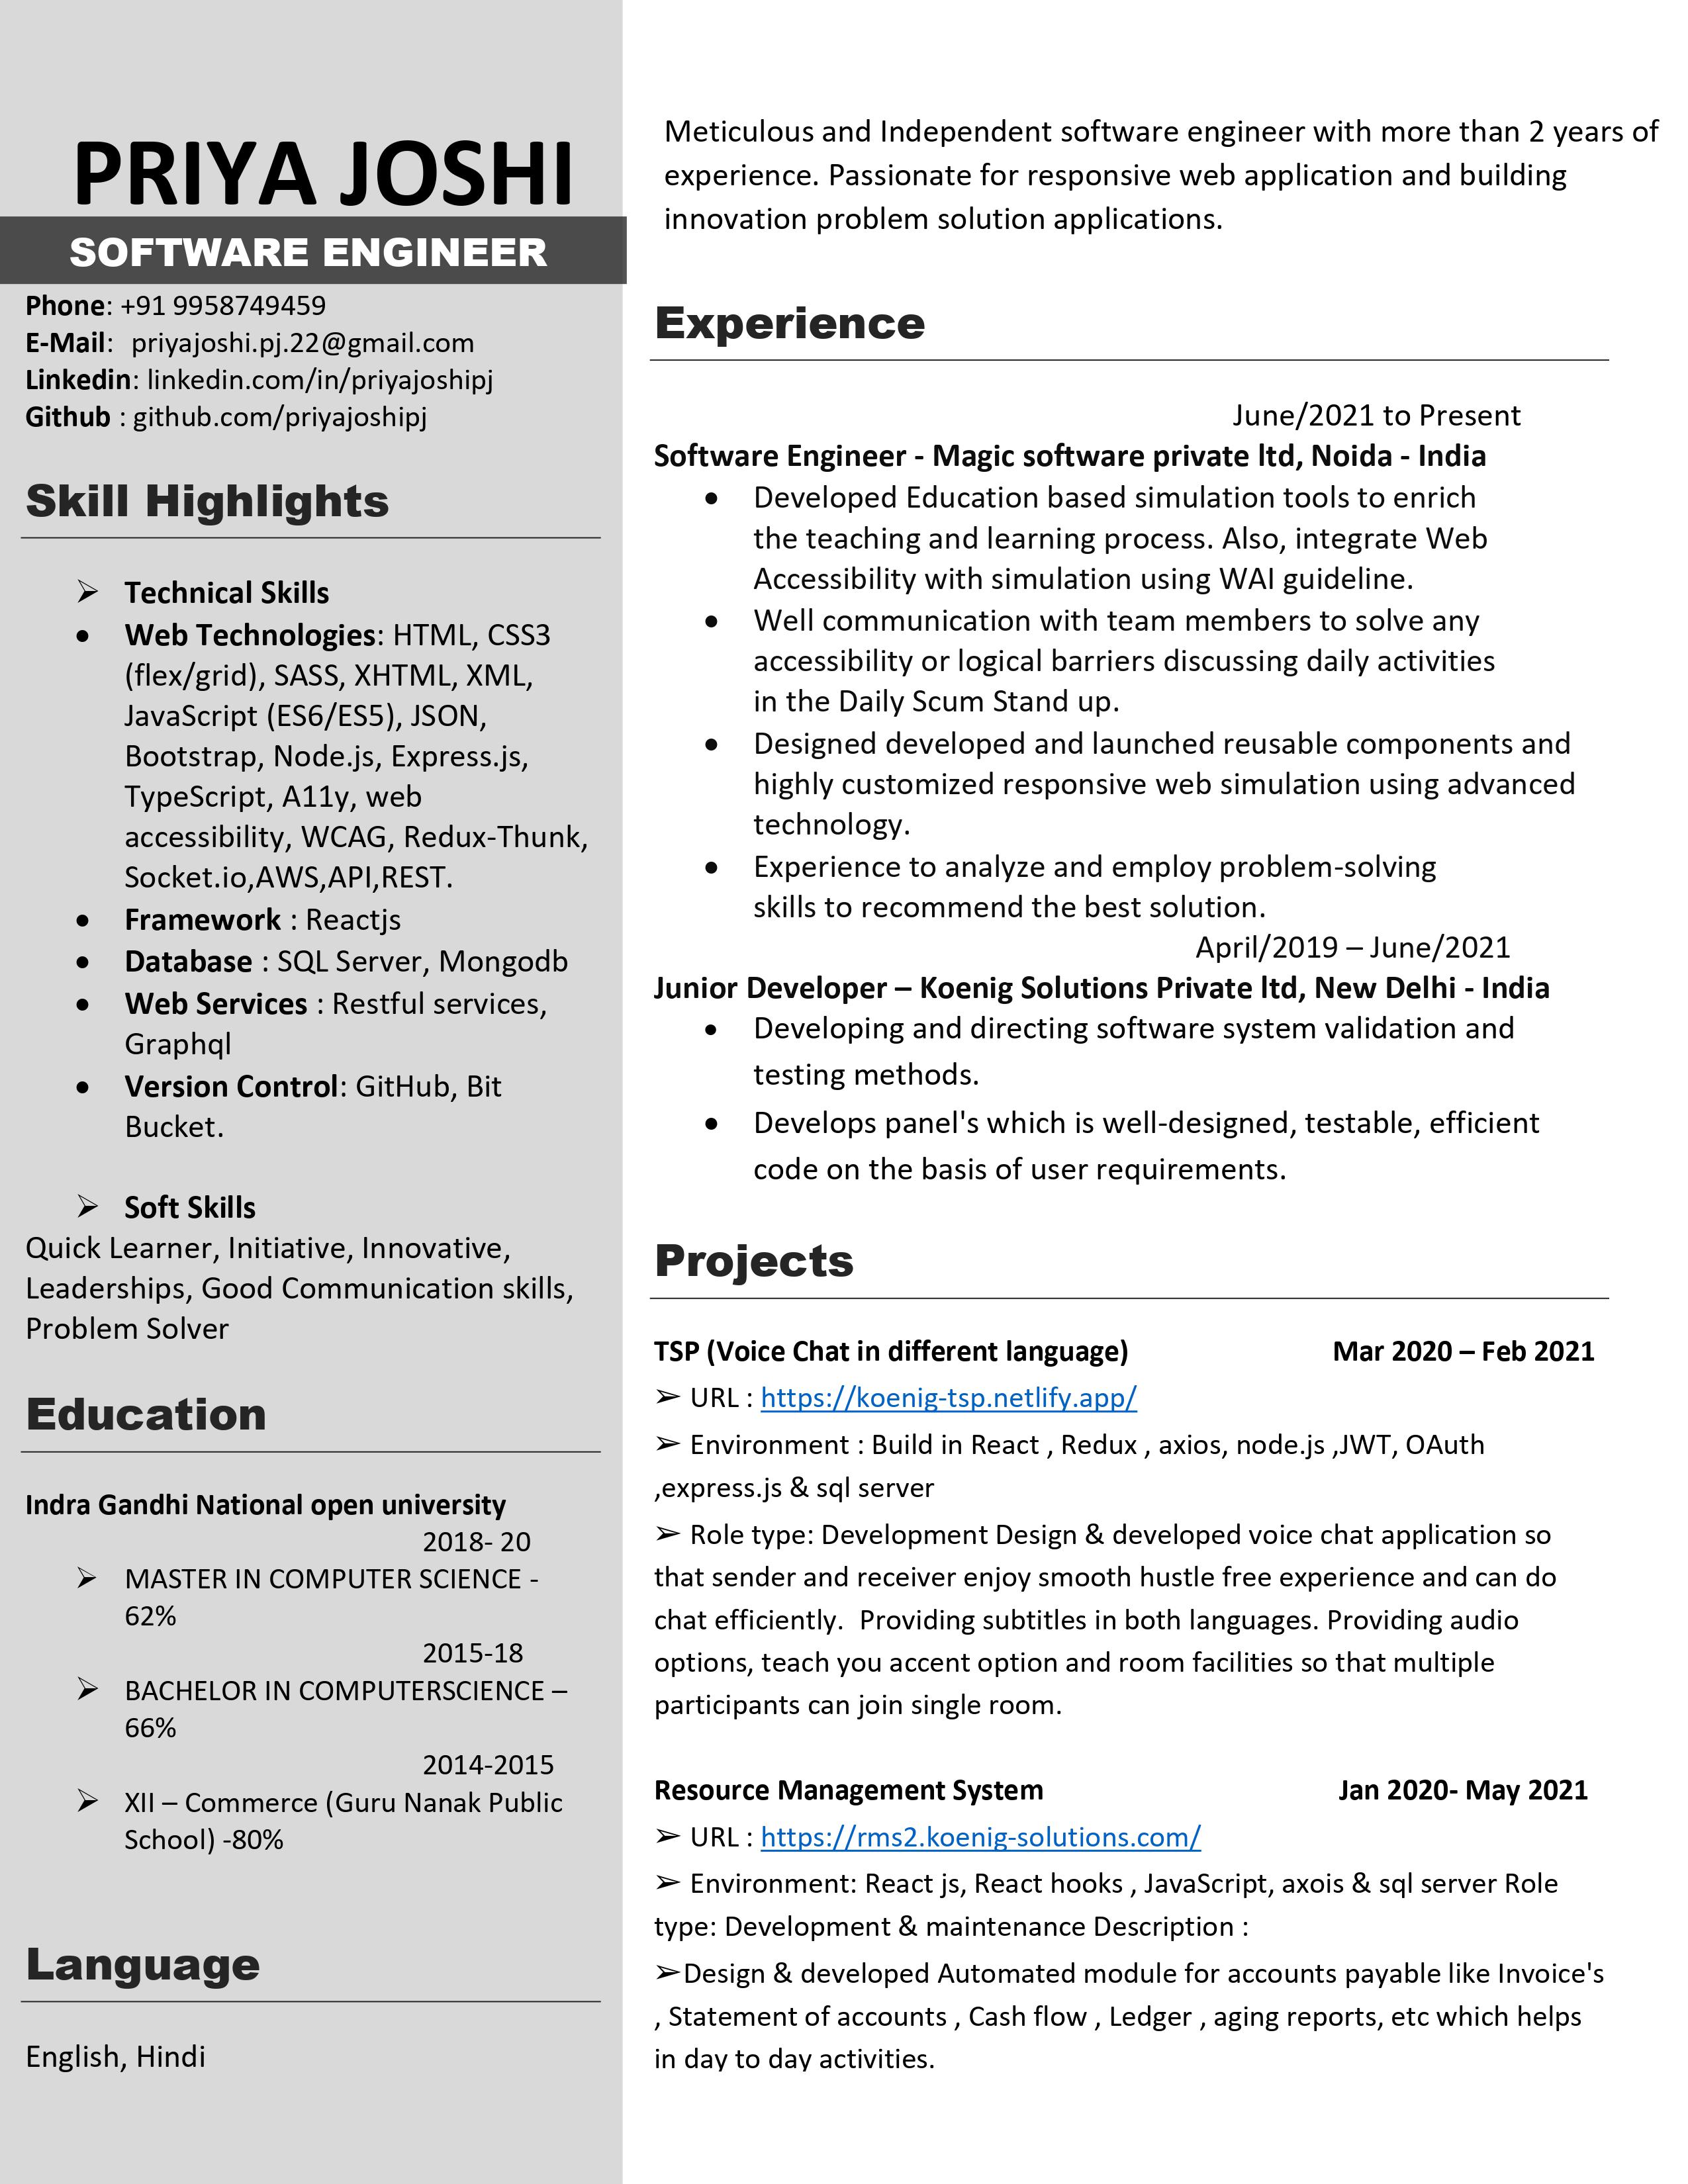 PRIYA JOSHI
SOFTWARE ENGINEER
Phone: +91 9958749459
E-Mail: priyajoshi.pj.22@gmail.com
Linkedin: linkedin.com/in/priyajoshipj
Github : github.com/priyajoshipj
Skill Highlights
➢ Technical Skills
• Web Technologies: HTML, CSS3
(flex/grid), SASS, XHTML, XML,
JavaScript (ES6/ES5), JSON,
Bootstrap, Node.js, Express.js,
TypeScript, A11y, web
accessibility, WCAG, Redux-Thunk,
Socket.io,AWS,API,REST.
• Framework : Reactjs
• Database : SQL Server, Mongodb
• Web Services : Restful services,
Graphql
• Version Control: GitHub, Bit
Bucket.
➢ Soft Skills
Quick Learner, Initiative, Innovative,
Leaderships, Good Communication skills,
Problem Solver
Education
Indra Gandhi National open university
2018- 20
➢ MASTER IN COMPUTER SCIENCE -
62%
2015-18
➢ BACHELOR IN COMPUTERSCIENCE –
66%
2014-2015
➢ XII – Commerce (Guru Nanak Public
School) -80%
Language
English, Hindi
Meticulous and Independent software engineer with more than 2 years of
experience. Passionate for responsive web application and building
innovation problem solution applications.
Experience
June/2021 to Present
Software Engineer - Magic software private ltd, Noida - India
• Developed Education based simulation tools to enrich
the teaching and learning process. Also, integrate Web
Accessibility with simulation using WAI guideline.
• Well communication with team members to solve any
accessibility or logical barriers discussing daily activities
in the Daily Scum Stand up.
• Designed developed and launched reusable components and
highly customized responsive web simulation using advanced
technology.
• Experience to analyze and employ problem-solving
skills to recommend the best solution.
April/2019 – June/2021
Junior Developer – Koenig Solutions Private ltd, New Delhi - India
• Developing and directing software system validation and
testing methods.
• Develops panel's which is well-designed, testable, efficient
code on the basis of user requirements.
Projects
TSP (Voice Chat in different language) Mar 2020 – Feb 2021
➢ URL : https://koenig-tsp.netlify.app/
➢ Environment : Build in React , Redux , axios, node.js ,JWT, OAuth
,express.js & sql server
➢ Role type: Development Design & developed voice chat application so
that sender and receiver enjoy smooth hustle free experience and can do
chat efficiently. Providing subtitles in both languages. Providing audio
options, teach you accent option and room facilities so that multiple
participants can join single room.
Resource Management System Jan 2020- May 2021
➢ URL : https://rms2.koenig-solutions.com/
➢ Environment: React js, React hooks , JavaScript, axois & sql server Role
type: Development & maintenance Description :
➢Design & developed Automated module for accounts payable like Invoice's
, Statement of accounts , Cash flow , Ledger , aging reports, etc which helps
in day to day activities.